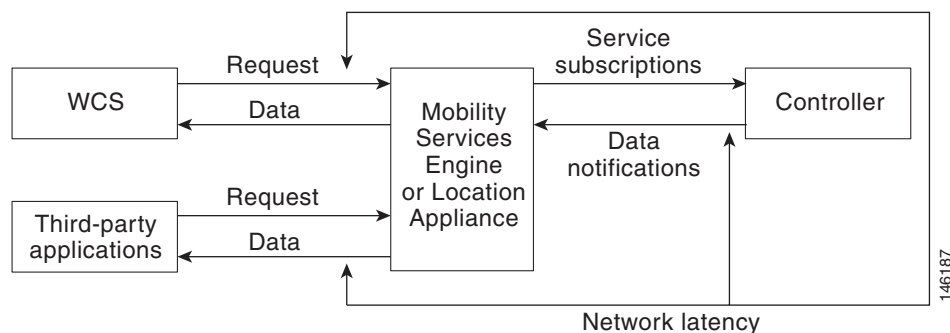 WCS
Request
Data
Mobility
Services
Engine
or Location
Appliance
Service
subscriptions
Data
notifications
Controller
Third-party
applications
Request
Data
Network latency
146187